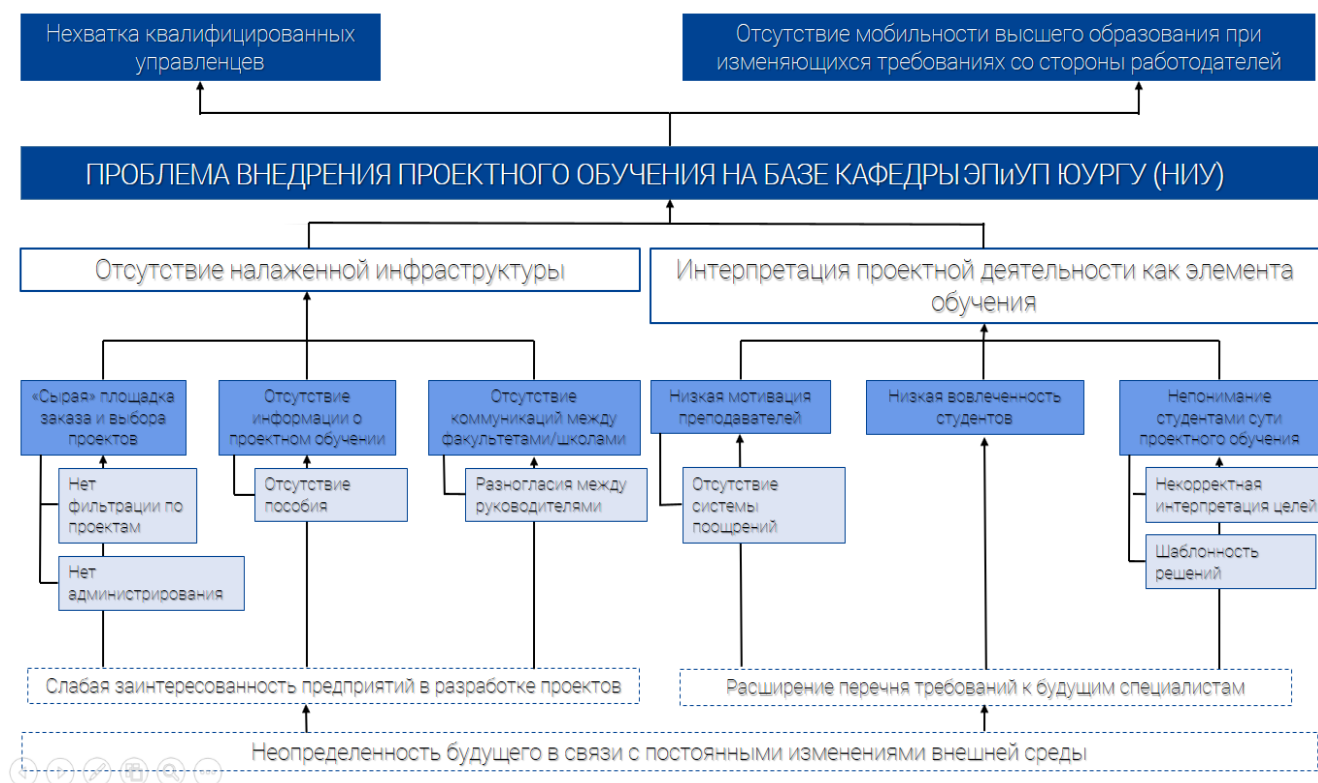 Нехватка квалифицированных
управленцев
Отсутствие мобильности высшего образования при
изменяющихся требованиях со стороны работодателей
ПРОБЛЕМА ВНЕДРЕНИЯ ПРОЕКТНОГО ОБУЧЕНИЯ НА БАЗЕ КАФЕДРЫ ЭПиУП ЮУРГУ (НИУ)
Отсутствие налаженной инфраструктуры
Интерпретация проектной деятельности как элемента
обучения
«Сырая» площадка
заказа и выбора
проектов
Отсутствие
информации о
проектном обучении
Отсутствие
коммуникаций между
факультетами/школами
Низкая мотивация
преподавателей
Низкая вовлеченность
студентов
Непонимание
студентами сути
проектного обучения
Нет
фильтрации по
проектам
Нет
администрирования
Отсутствие
пособия
Разногласия между
руководителями
Отсутствие
системы
поощрений
Некорректная
интерпретация целей
Шаблонность
решений
Слабая заинтересованность предприятий в разработке проектов
Расширение перечня требований к будущим специалистам
Неопределенность будущего в связи с постоянными изменениями внешней среды